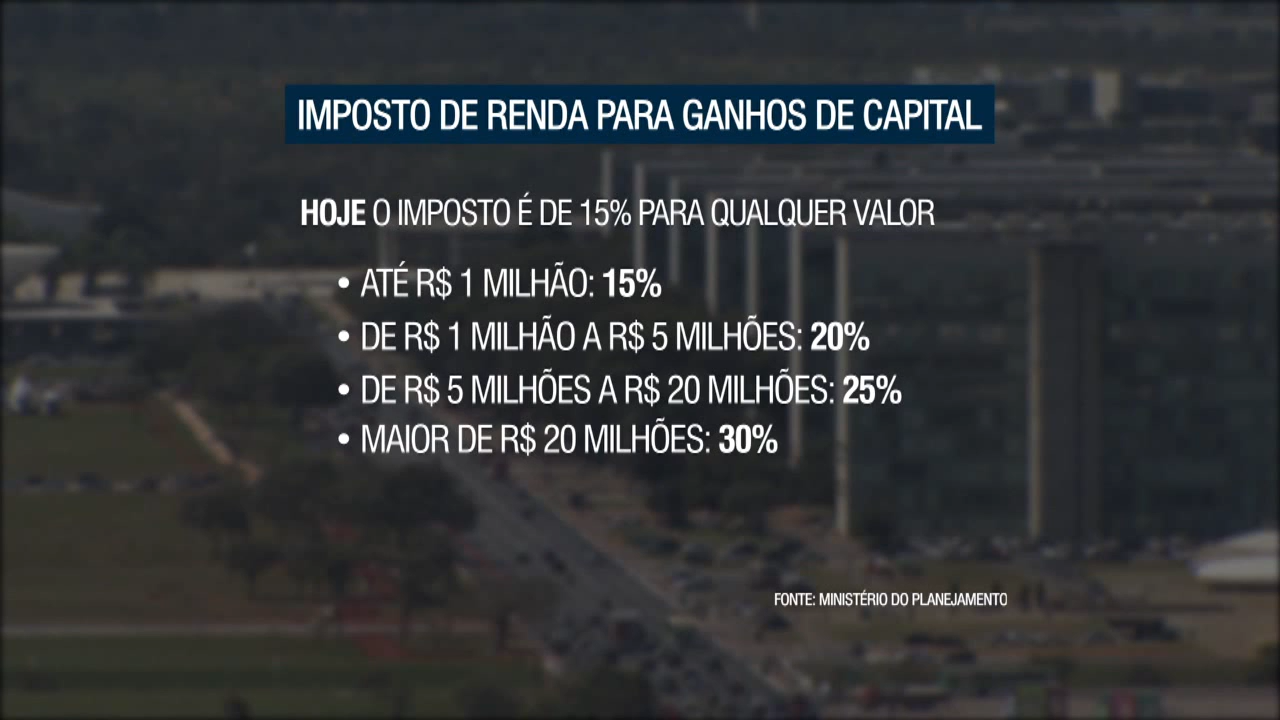 IMPOSTO DE RENDA PARA GANHOS DE CAPITAL
HOJE O IMPOSTO É DE 15% PARA QUALQUER VALOR
• ATÉ R$ 1 MILHÃO: 15%
• DE R$ 1 MILHÃO A R$ 5 MILHÕES: 20%
• DE R$ 5 MILHÕES A R$ 20 MILHÕES: 25%
• MAIOR DE R$ 20 MILHÕES: 30%
FONTE: MINISTÉRIO DO PLANEJAMENTO